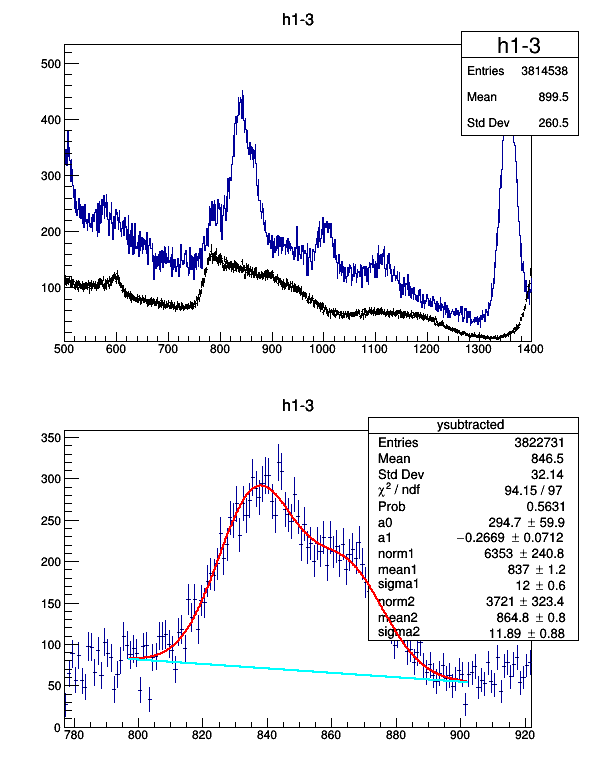 h1-3
h1-3
Entries 3814538
Mean 899.5
Std Dev 260.5
500
400
300
200
100
500 600 700 800 900 1000 1100 1200 1300 1400
h1-3
ysubtracted
Entries 3822731
Mean 846.5
Std Dev 32.14
χ² / ndf 94.15 / 97
Prob 0.5631
a0 294.7 ± 59.9
a1 −0.2669 ± 0.0712
norm1 6353 ± 240.8
mean1 837 ± 1.2
sigma1 12 ± 0.6
norm2 3721 ± 323.4
mean2 864.8 ± 0.8
sigma2 11.89 ± 0.88
350
300
250
200
150
100
50
0
780 800 820 840 860 880 900 920